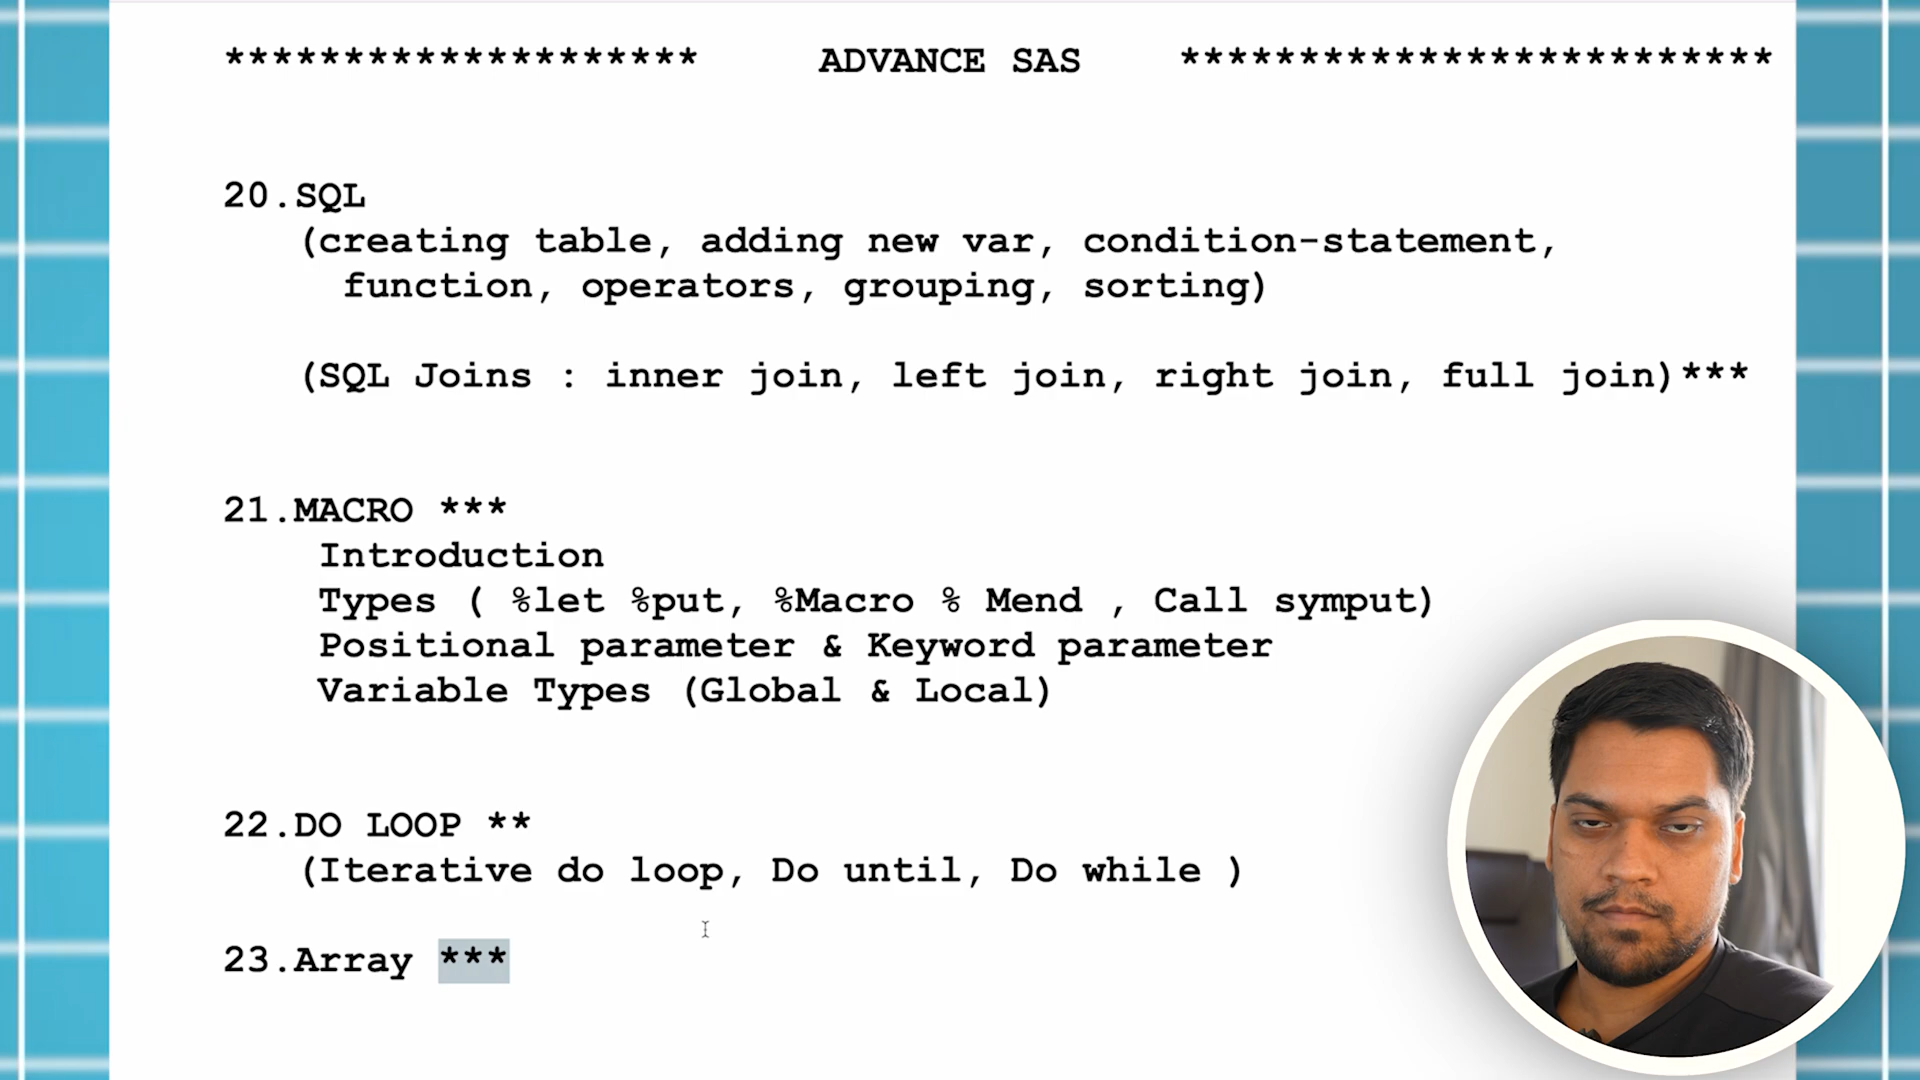 ******************** ADVANCE SAS *************************
20.SQL
(creating table, adding new var, condition-statement,
function, operators, grouping, sorting)
(SQL Joins : inner join, left join, right join, full join)***
21.MACRO ***
Introduction
Types ( %let %put, %Macro % Mend , Call symput)
Positional parameter & Keyword parameter
Variable Types (Global & Local)
22.DO LOOP **
(Iterative do loop, Do until, Do while )
23.Array ***